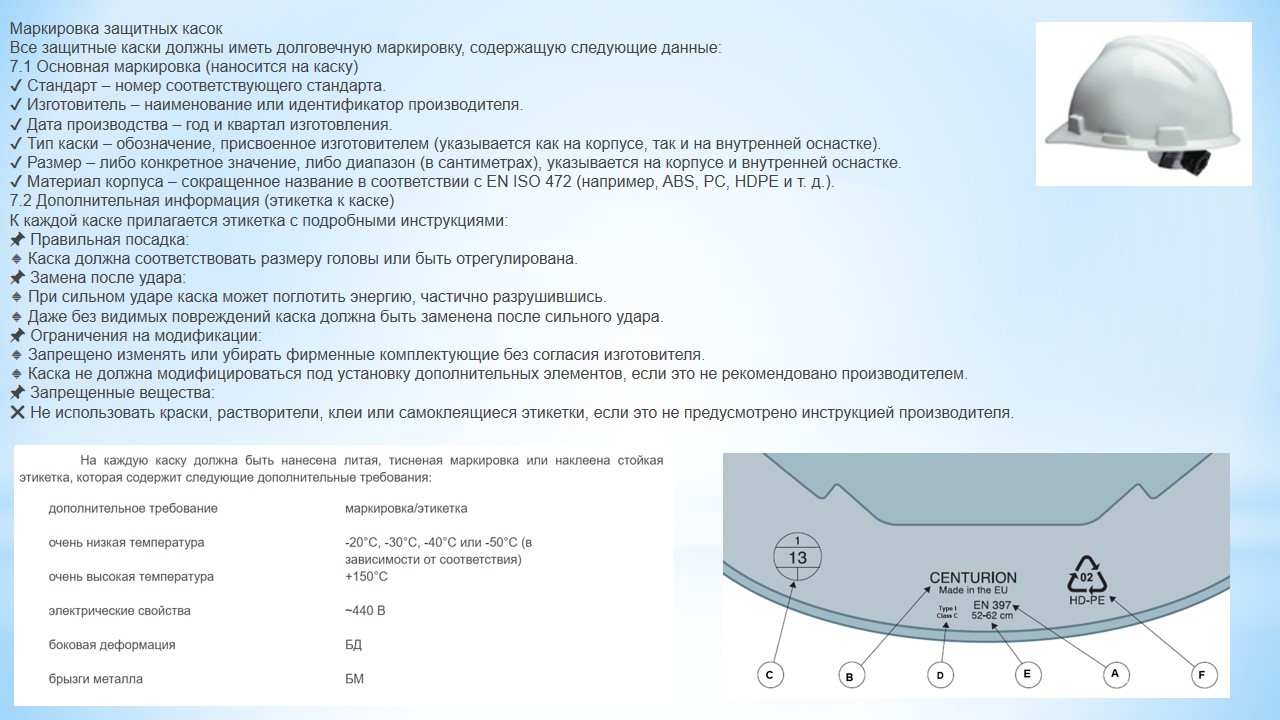 Маркировка защитных касок
Все защитные каски должны иметь долговечную маркировку, содержащую следующие данные:
7.1 Основная маркировка (наносится на каску)
✔ Стандарт – номер соответствующего стандарта.
✔ Изготовитель – наименование или идентификатор производителя.
✔ Дата производства – год и квартал изготовления.
✔ Тип каски – обозначение, присвоенное изготовителем (указывается как на корпусе, так и на внутренней оснастке).
✔ Размер – либо конкретное значение, либо диапазон (в сантиметрах), указывается на корпусе и внутренней оснастке.
✔ Материал корпуса – сокращенное название в соответствии с EN ISO 472 (например, ABS, PC, HDPE и т. д.).
7.2 Дополнительная информация (этикетка к каске)
К каждой каске прилагается этикетка с подробными инструкциями:
📌 Правильная посадка:
🔹 Каска должна соответствовать размеру головы или быть отрегулирована.
📌 Замена после удара:
🔹 При сильном ударе каска может поглотить энергию, частично разрушившись.
🔹 Даже без видимых повреждений каска должна быть заменена после сильного удара.
📌 Ограничения на модификации:
🔹 Запрещено изменять или убирать фирменные комплектующие без согласия изготовителя.
🔹 Каска не должна модифицироваться под установку дополнительных элементов, если это не рекомендовано производителем.
📌 Запрещенные вещества:
❌ Не использовать краски, растворители, клеи или самоклеящиеся этикетки, если это не предусмотрено инструкцией производителя.
На каждую каску должна быть нанесена литая, тисненая маркировка или наклеена стойкая
этикетка, которая содержит следующие дополнительные требования:
дополнительное требование маркировка/этикетка
очень низкая температура -20°C, -30°C, -40°C или -50°C (в
зависимости от соответствия)
очень высокая температура +150°C
электрические свойства ~440 В
боковая деформация БД
брызги металла БМ
1
13
CENTURION
Made in the EU
Type I
Class C
EN 397
52-62 cm
02
HD-PE
C B D E A F